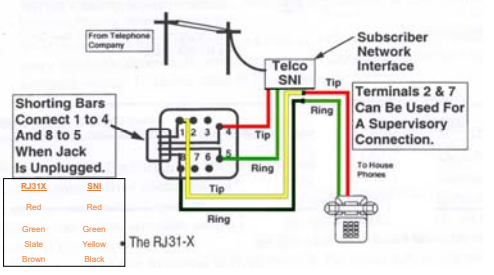 From Telephone
Company
Subscriber
Network
Interface
Telco
SNI
Tip
Ring
Terminals 2 & 7
Can Be Used For
A Supervisory
Connection.
Shorting Bars
Connect 1 to 4
And 8 to 5
When Jack
Is Unplugged.
1 2 3 4
8 7 6 5
Tip
Ring
Tip
Ring
To House
Phones
RJ31X SNI
Red Red
Green Green
Slate Yellow
Brown Black
• The RJ31-X